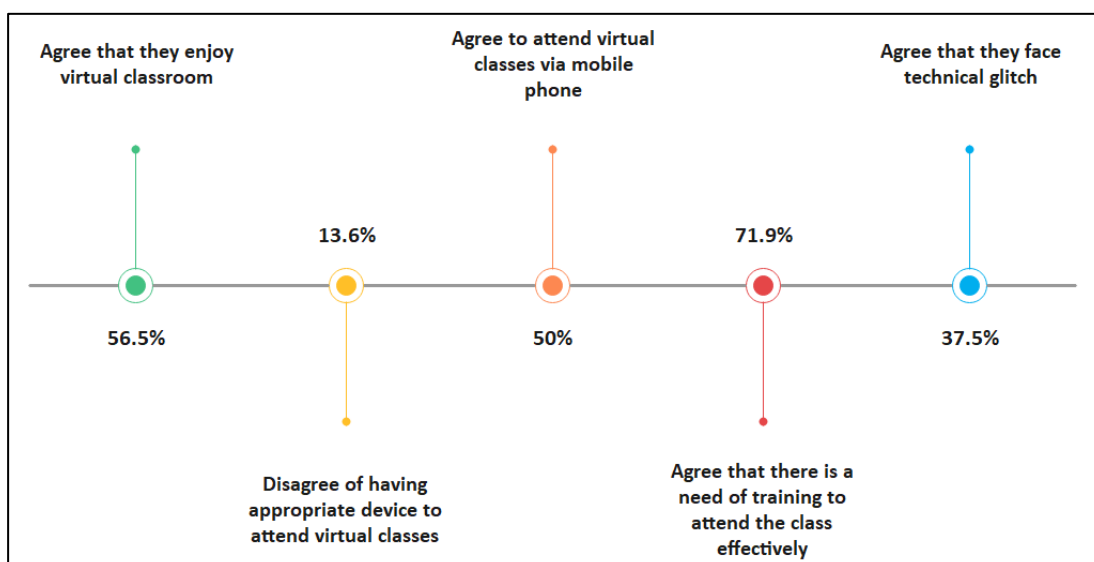 Agree that they enjoy
virtual classroom
56.5%
13.6%
Disagree of having
appropriate device to
attend virtual classes
Agree to attend virtual
classes via mobile
phone
50%
71.9%
Agree that there is a
need of training to
attend the class
effectively
Agree that they face
technical glitch
37.5%